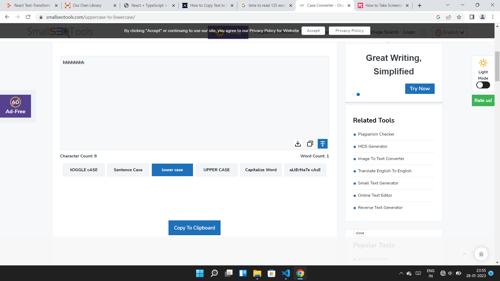 React Text-Transform
Our Own Library
React + TypeScript
How to Copy Text to
time to read 125 wor
Case Converter - Ch
How to Take Screensh
smallseotools.com/uppercase-to-lowercase/
By clicking "Accept" or continuing to use our site, you agree to our Privacy Policy for Website
Accept
Privacy Policy
Great Writing,
Simplified
Try Now
Light
Mode
Rate us!
Ad-Free
Character Count: 8
Word Count: 1
tOGGLE cASE
Sentence Case
lower case
UPPER CASE
Capitalize Word
aLtErNaTe cAsE
Copy To Clipboard
Related Tools
Plagiarism Checker
MD5 Generator
Image To Text Converter
Translate English To English
Small Text Generator
Online Text Editor
Reverse Text Generator
close
Popular Tools
ENG
IN
23:55
28-01-2023